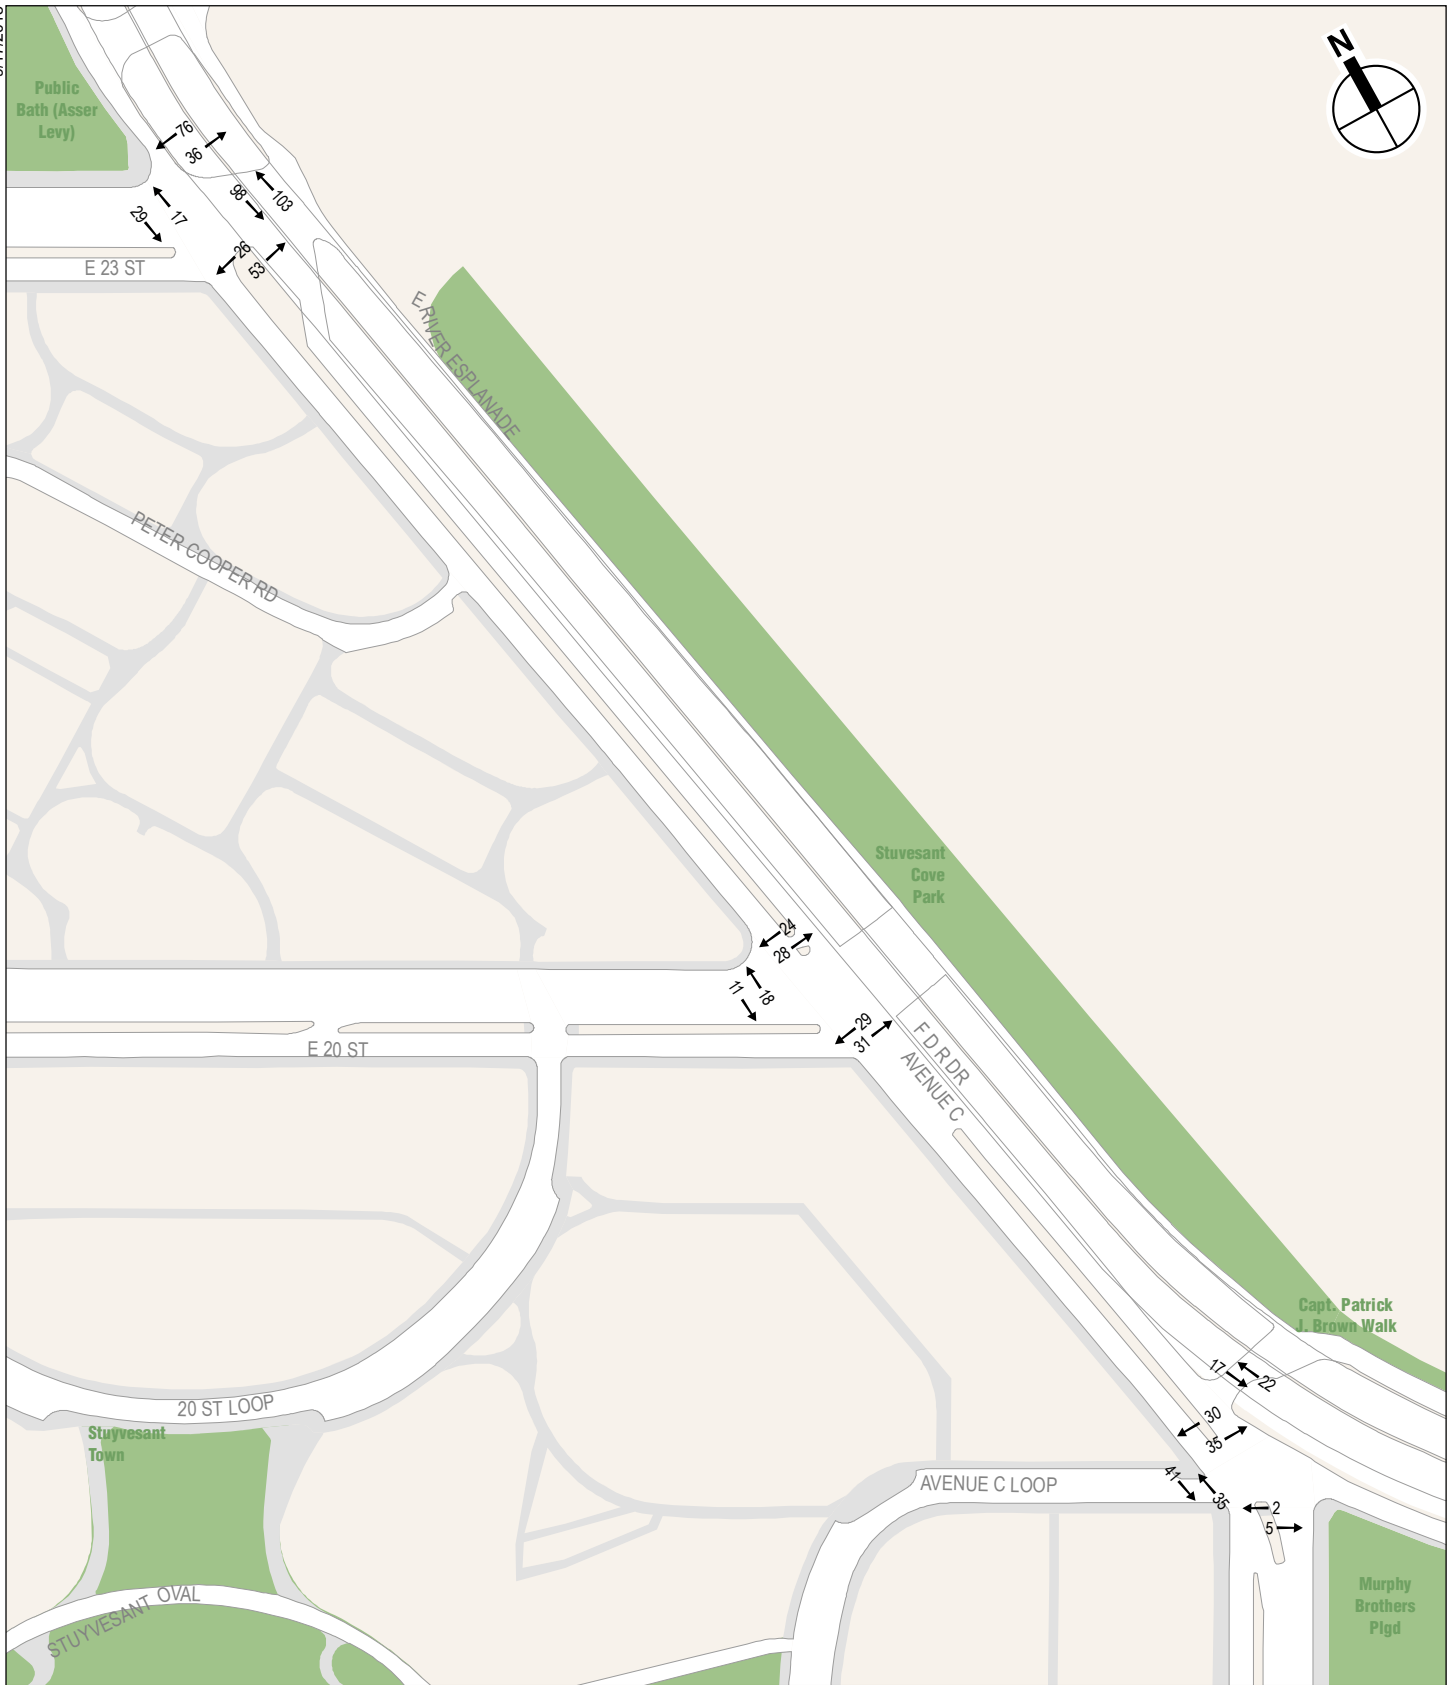 N
Public
Bath (Asser
Levy)
76
36
98
103
29
17
26
53
E 23 ST
E RIVER ESPLANADE
PETER COOPER RD
Stuvesant
Cove
Park
24
28
11
18
29
31
E 20 ST
F D R DR
AVENUE C
Capt. Patrick
J. Brown Walk
17
22
30
35
20 ST LOOP
Stuyvesant
Town
41
35
AVENUE C LOOP
2
5
Murphy
Brothers
Plgd
STUYVESANT OVAL